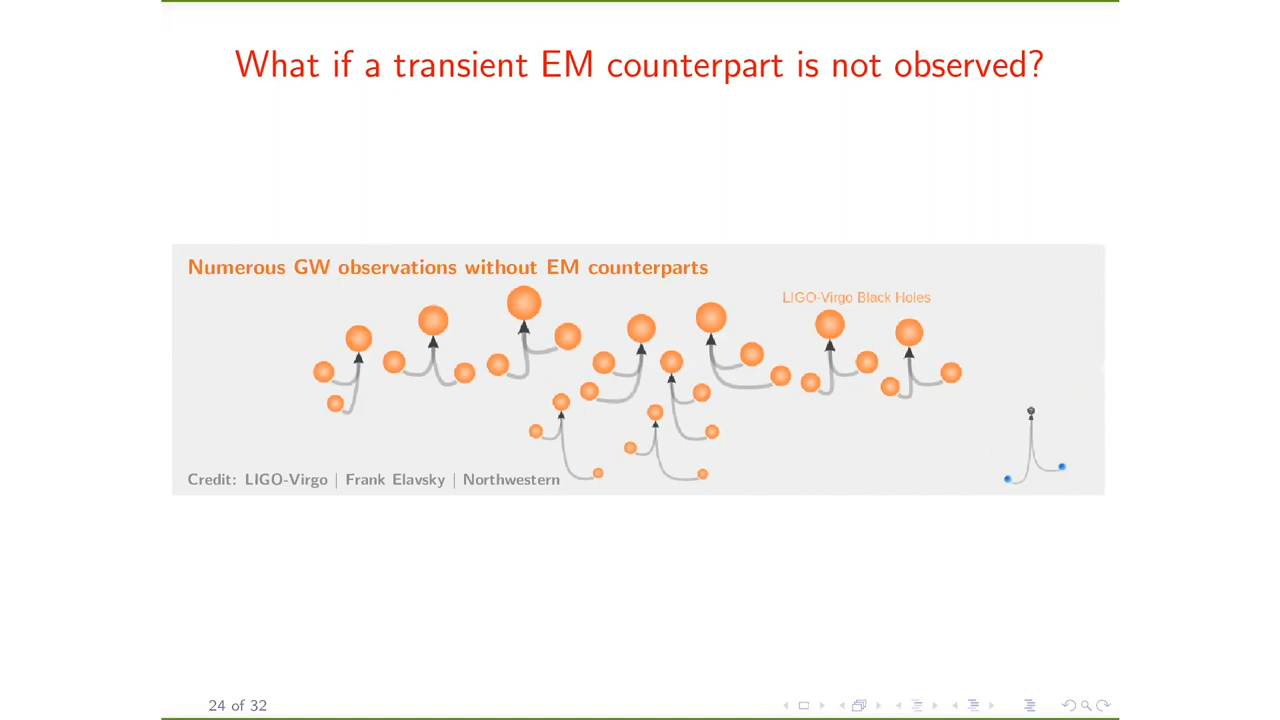 What if a transient EM counterpart is not observed?
Numerous GW observations without EM counterparts
LIGO-Virgo Black Holes
Credit: LIGO-Virgo | Frank Elavsky | Northwestern
24 of 32